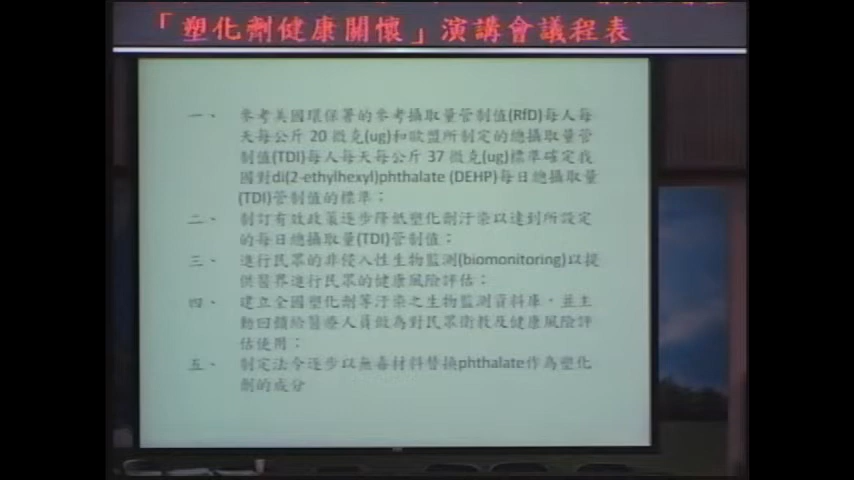 「塑化劑健康關懷」演講會議程表
一、 參考美國環保署的參考攝取量管制值(RfD)每人每
天每公斤 20 微克(ug)和歐盟所制定的總攝取量管
制值(TDI)每人每天每公斤 37 微克(ug)標準確定我
國對di(2-ethylhexyl)phthalate (DEHP)每日總攝取量
(TDI)管制值的標準；
二、 制訂有效政策逐步降低塑化劑汙染以達到所設定
的每日總攝取量(TDI)管制值；
三、 進行民眾的非侵入性生物監測(biomonitoring)以提
供醫界進行民眾的健康風險評估；
四、 建立全國塑化劑等汙染之生物監測資料庫，並主
動回饋給醫療人員做為對民眾衛教及健康風險評
估使用；
五、 制定法令逐步以無毒材料替換phthalate作為塑化
劑的成分